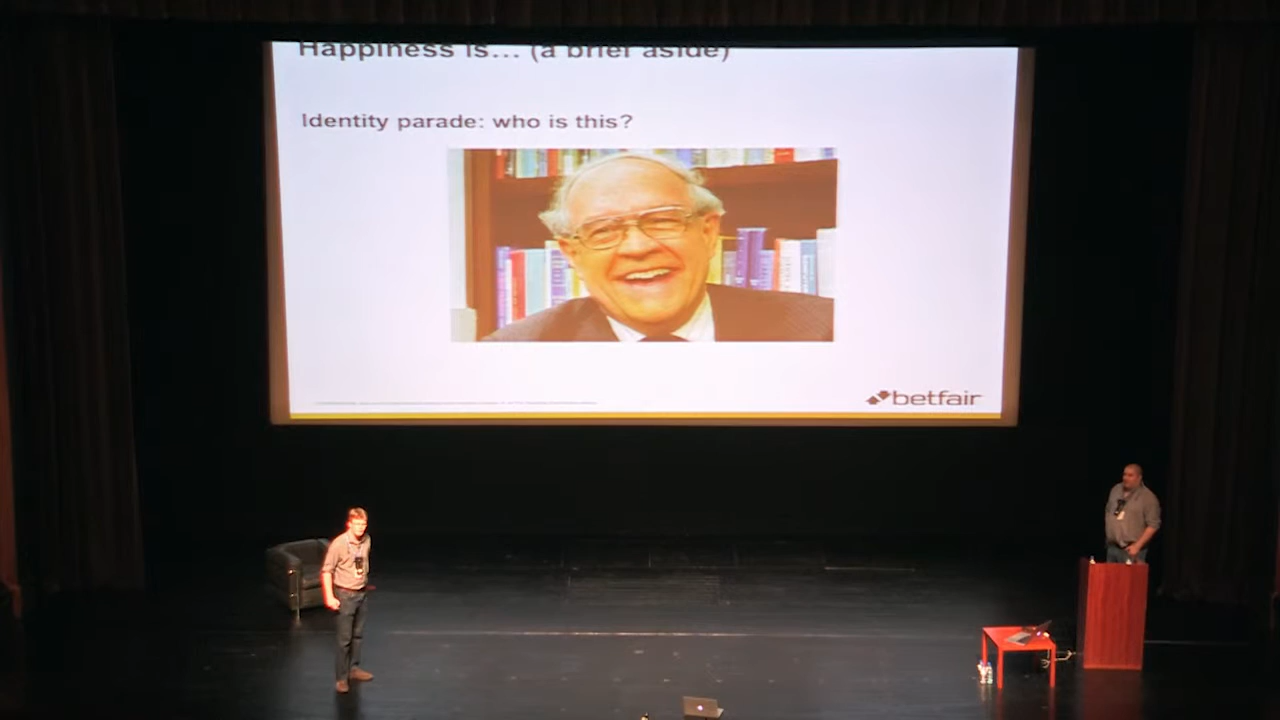 Happiness is... (a brief aside)
Identity parade: who is this?
betfair